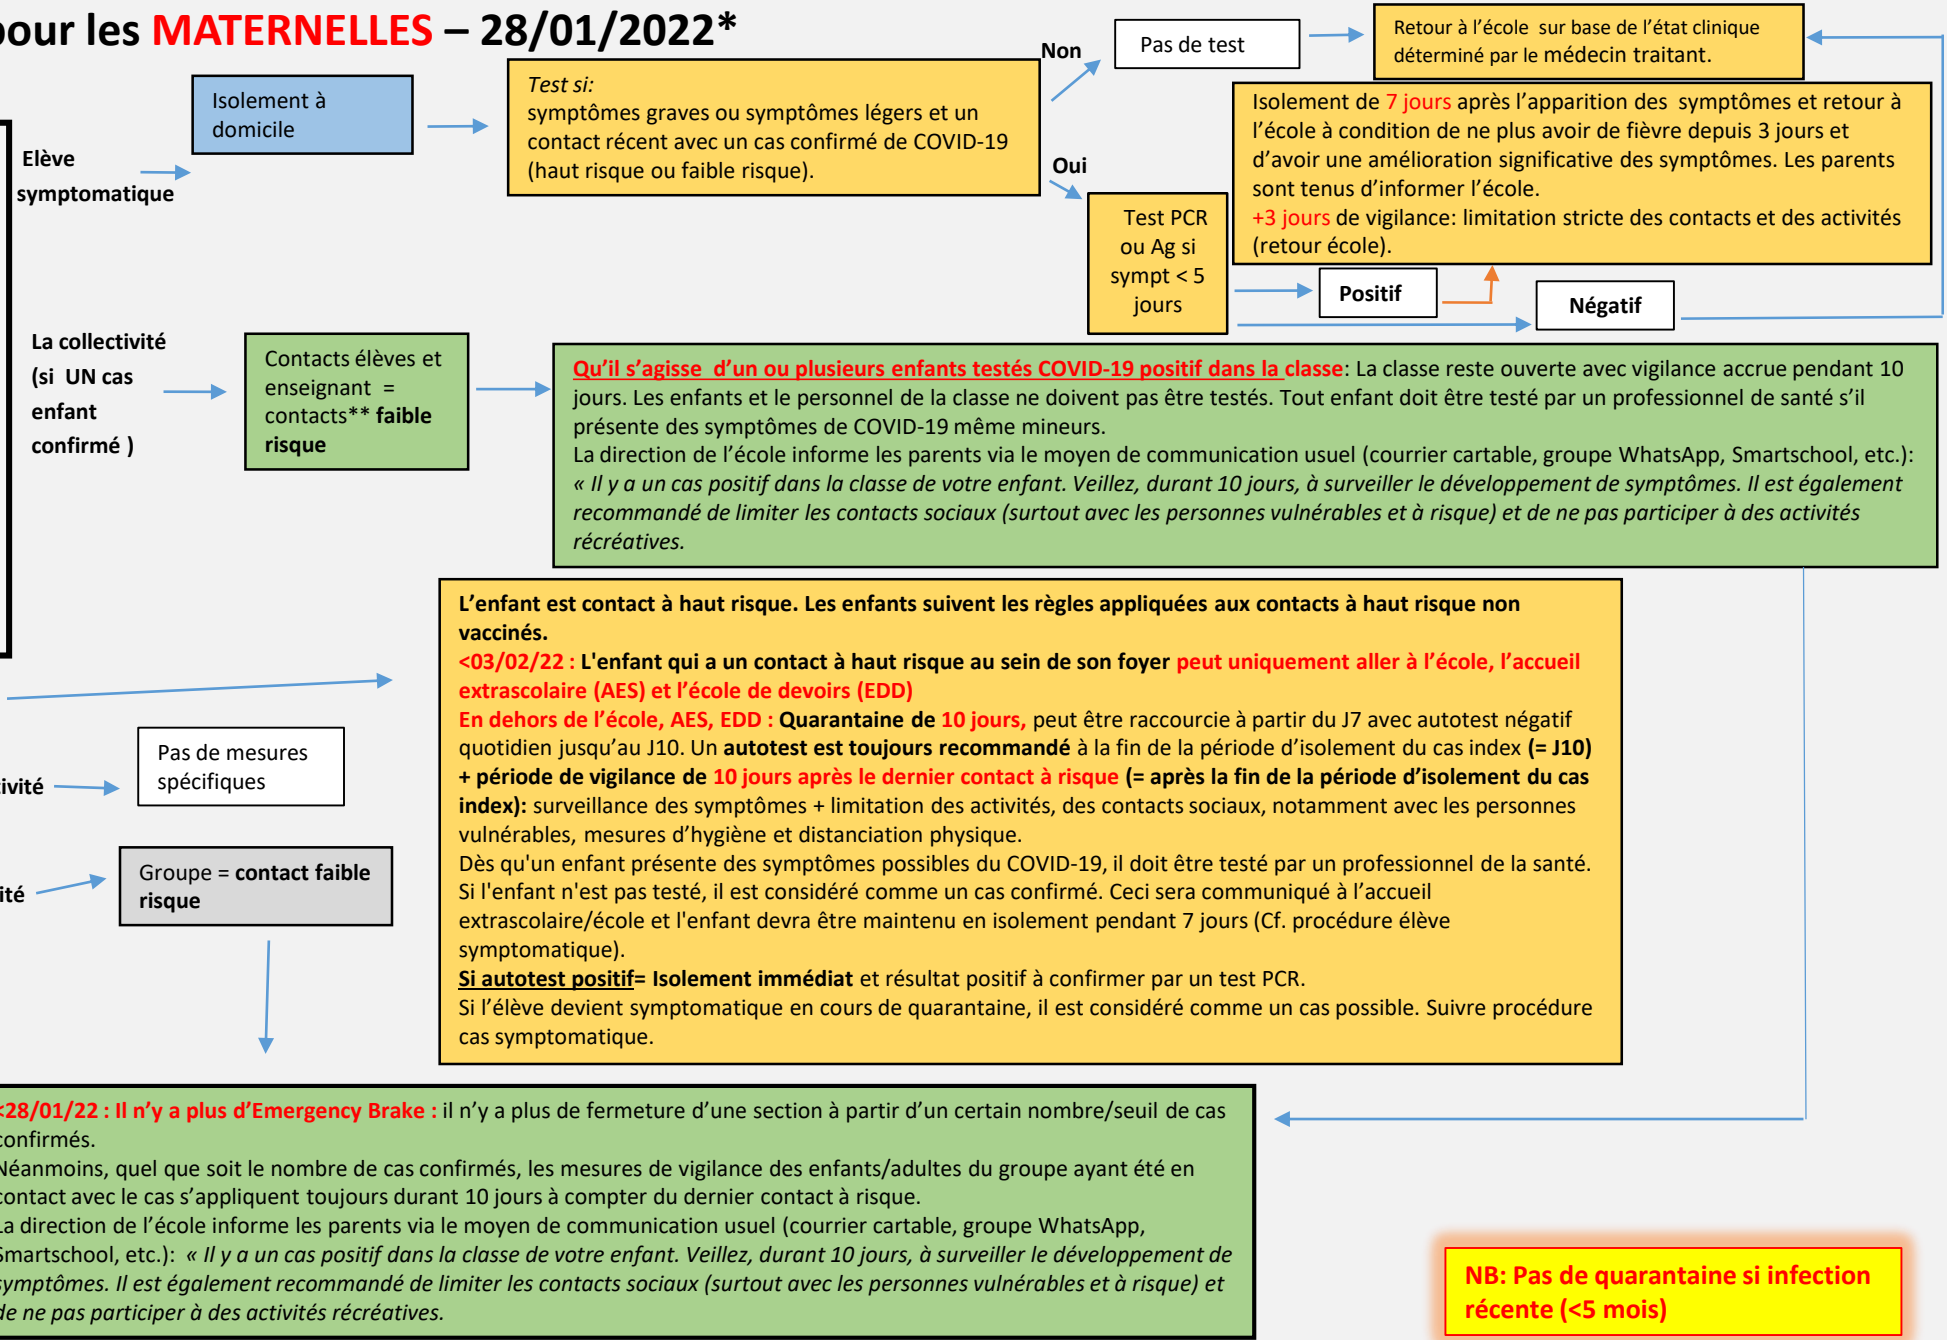 pour les MATERNELLES – 28/01/2022*
Isolement à
domicile
Test si:
symptômes graves ou symptômes légers et un
contact récent avec un cas confirmé de COVID-19
(haut risque ou faible risque).
Non
Pas de test
Retour à l’école sur base de l’état clinique
déterminé par le médecin traitant.
Elève
symptomatique
Oui
Isolement de 7 jours après l’apparition des symptômes et retour à
l’école à condition de ne plus avoir de fièvre depuis 3 jours et
d’avoir une amélioration significative des symptômes. Les parents
sont tenus d’informer l’école.
+3 jours de vigilance: limitation stricte des contacts et des activités
(retour école).
Test PCR
ou Ag si
sympt < 5
jours
Positif
Négatif
La collectivité
(si UN cas
enfant
confirmé )
Contacts élèves et
enseignant =
contacts** faible
risque
Qu’il s’agisse d’un ou plusieurs enfants testés COVID-19 positif dans la classe: La classe reste ouverte avec vigilance accrue pendant 10
jours. Les enfants et le personnel de la classe ne doivent pas être testés. Tout enfant doit être testé par un professionnel de santé s’il
présente des symptômes de COVID-19 même mineurs.
La direction de l’école informe les parents via le moyen de communication usuel (courrier cartable, groupe WhatsApp, Smartschool, etc.):
« Il y a un cas positif dans la classe de votre enfant. Veillez, durant 10 jours, à surveiller le développement de symptômes. Il est également
recommandé de limiter les contacts sociaux (surtout avec les personnes vulnérables et à risque) et de ne pas participer à des activités
récréatives.
L’enfant est contact à haut risque. Les enfants suivent les règles appliquées aux contacts à haut risque non
vaccinés.
<03/02/22 : L'enfant qui a un contact à haut risque au sein de son foyer peut uniquement aller à l’école, l’accueil
extrascolaire (AES) et l’école de devoirs (EDD)
En dehors de l’école, AES, EDD : Quarantaine de 10 jours, peut être raccourcie à partir du J7 avec autotest négatif
quotidien jusqu’au J10. Un autotest est toujours recommandé à la fin de la période d’isolement du cas index (= J10)
+ période de vigilance de 10 jours après le dernier contact à risque (= après la fin de la période d’isolement du cas
index): surveillance des symptômes + limitation des activités, des contacts sociaux, notamment avec les personnes
vulnérables, mesures d’hygiène et distanciation physique.
Dès qu'un enfant présente des symptômes possibles du COVID-19, il doit être testé par un professionnel de la santé.
Si l'enfant n'est pas testé, il est considéré comme un cas confirmé. Ceci sera communiqué à l’accueil
extrascolaire/école et l'enfant devra être maintenu en isolement pendant 7 jours (Cf. procédure élève
symptomatique).
Si autotest positif= Isolement immédiat et résultat positif à confirmer par un test PCR.
Si l’élève devient symptomatique en cours de quarantaine, il est considéré comme un cas possible. Suivre procédure
cas symptomatique.
ivité
Pas de mesures
spécifiques
ité
Groupe = contact faible
risque
<28/01/22 : Il n’y a plus d’Emergency Brake : il n’y a plus de fermeture d’une section à partir d’un certain nombre/seuil de cas
confirmés.
Néanmoins, quel que soit le nombre de cas confirmés, les mesures de vigilance des enfants/adultes du groupe ayant été en
contact avec le cas s’appliquent toujours durant 10 jours à compter du dernier contact à risque.
La direction de l’école informe les parents via le moyen de communication usuel (courrier cartable, groupe WhatsApp,
Smartschool, etc.): « Il y a un cas positif dans la classe de votre enfant. Veillez, durant 10 jours, à surveiller le développement de
symptômes. Il est également recommandé de limiter les contacts sociaux (surtout avec les personnes vulnérables et à risque) et
de ne pas participer à des activités récréatives.
NB: Pas de quarantaine si infection
récente (<5 mois)